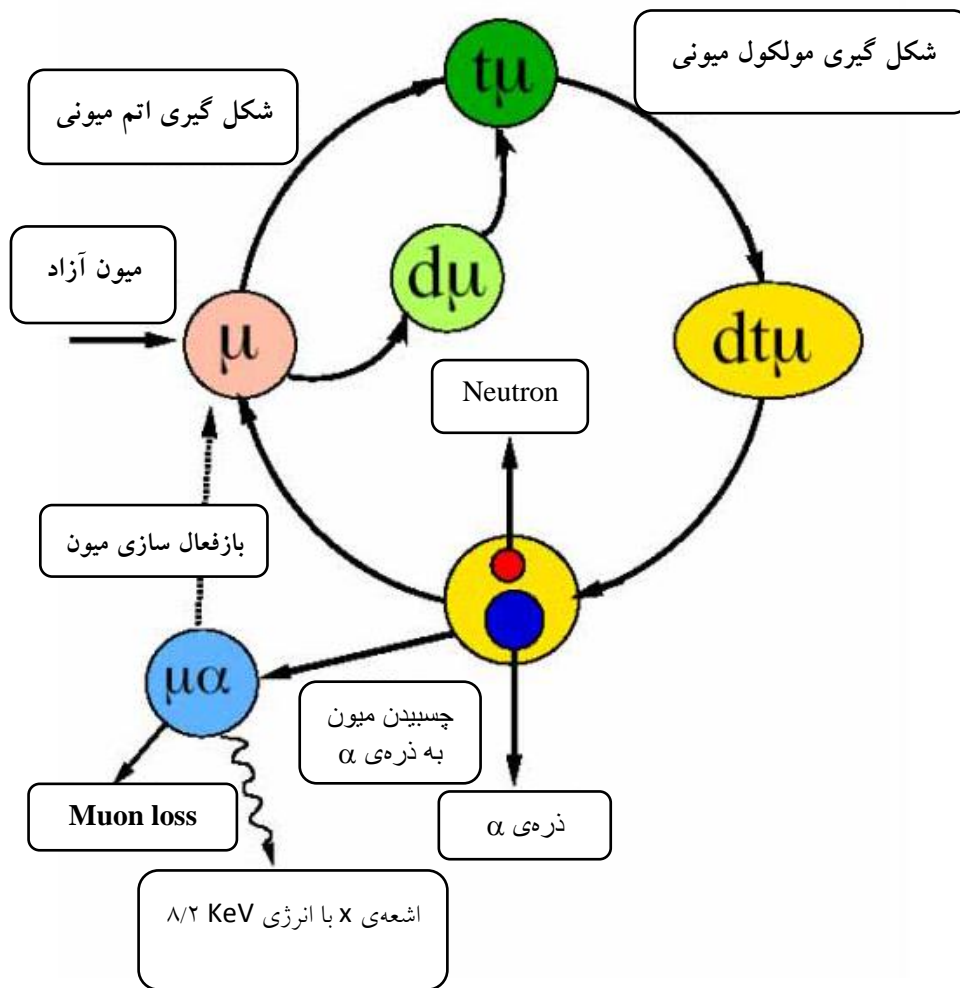 tμ
شکل گیری مولکول میونی
شکل گیری اتم میونی
میون آزاد
dμ
μ
dtμ
Neutron
بازفعال سازی میون
μα
چسبیدن میون
به ذره‌ی α
Muon loss
ذره‌ی α
اشعه‌ی x با انرژی ۸/۲ KeV